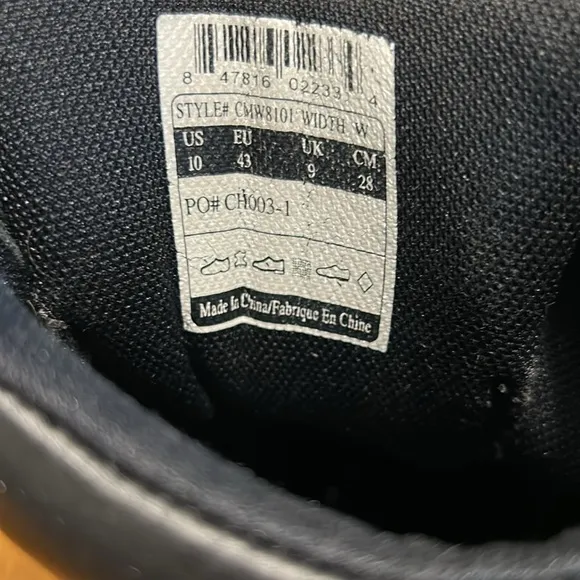 8 47816 02233 4
STYLE# CMW8101 WIDTH W
US EU UK CM
10 43 9 28
PO# CH003-1
Made In China/Fabrique En Chine